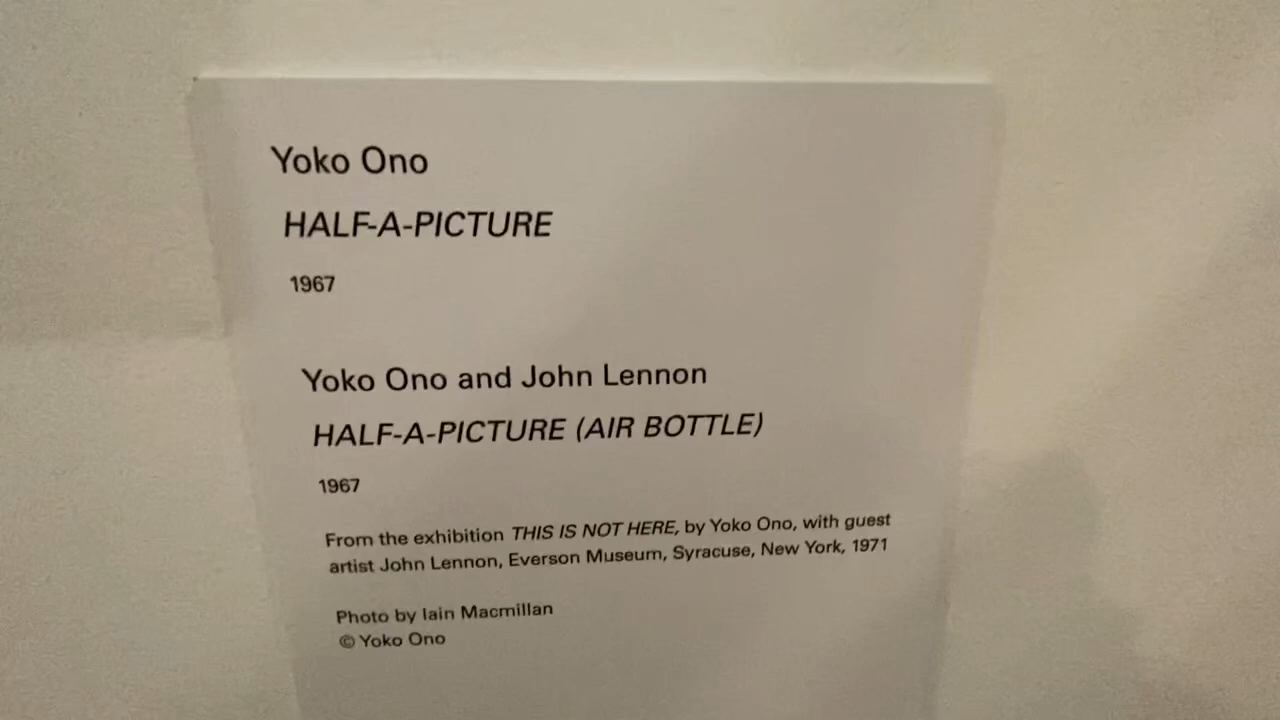 Yoko Ono
HALF-A-PICTURE
1967
Yoko Ono and John Lennon
HALF-A-PICTURE (AIR BOTTLE)
1967
From the exhibition THIS IS NOT HERE, by Yoko Ono, with guest
artist John Lennon, Everson Museum, Syracuse, New York, 1971
Photo by Iain Macmillan
© Yoko Ono